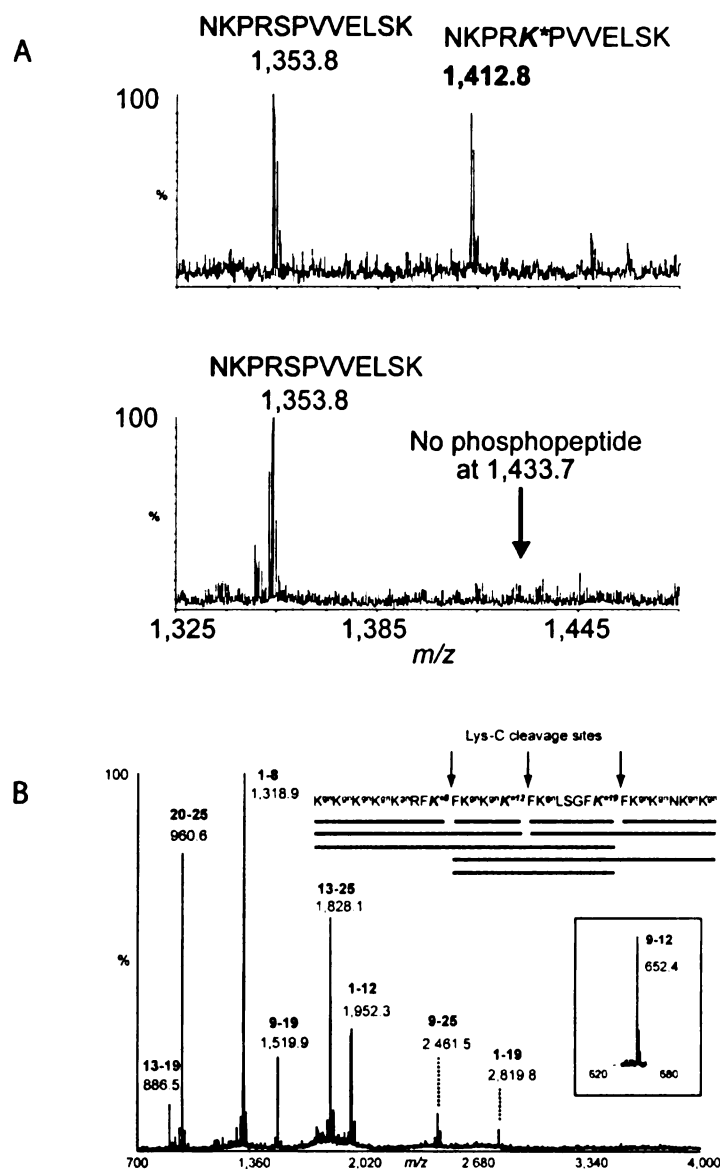 A
NKPRSPVVELSK
1,353.8
NKPRK*PVVELSK
1,412.8
100
%
NKPRSPVVELSK
1,353.8
100
No phosphopeptide
at 1,433.7
%
1,325 1,385 1,445
m/z
B
Lys-C cleavage sites
100
1-8
1,318.9
20-25
960.6
13-25
1,828.1
9-12
652.4
%
1-12
1,952.3
9-19
1,519.9
9-25
2 461 5
1-19
2,819 8
13-19
886.5
620 680
700 1,360 2,020 m/z 2 680 3,340 4,000